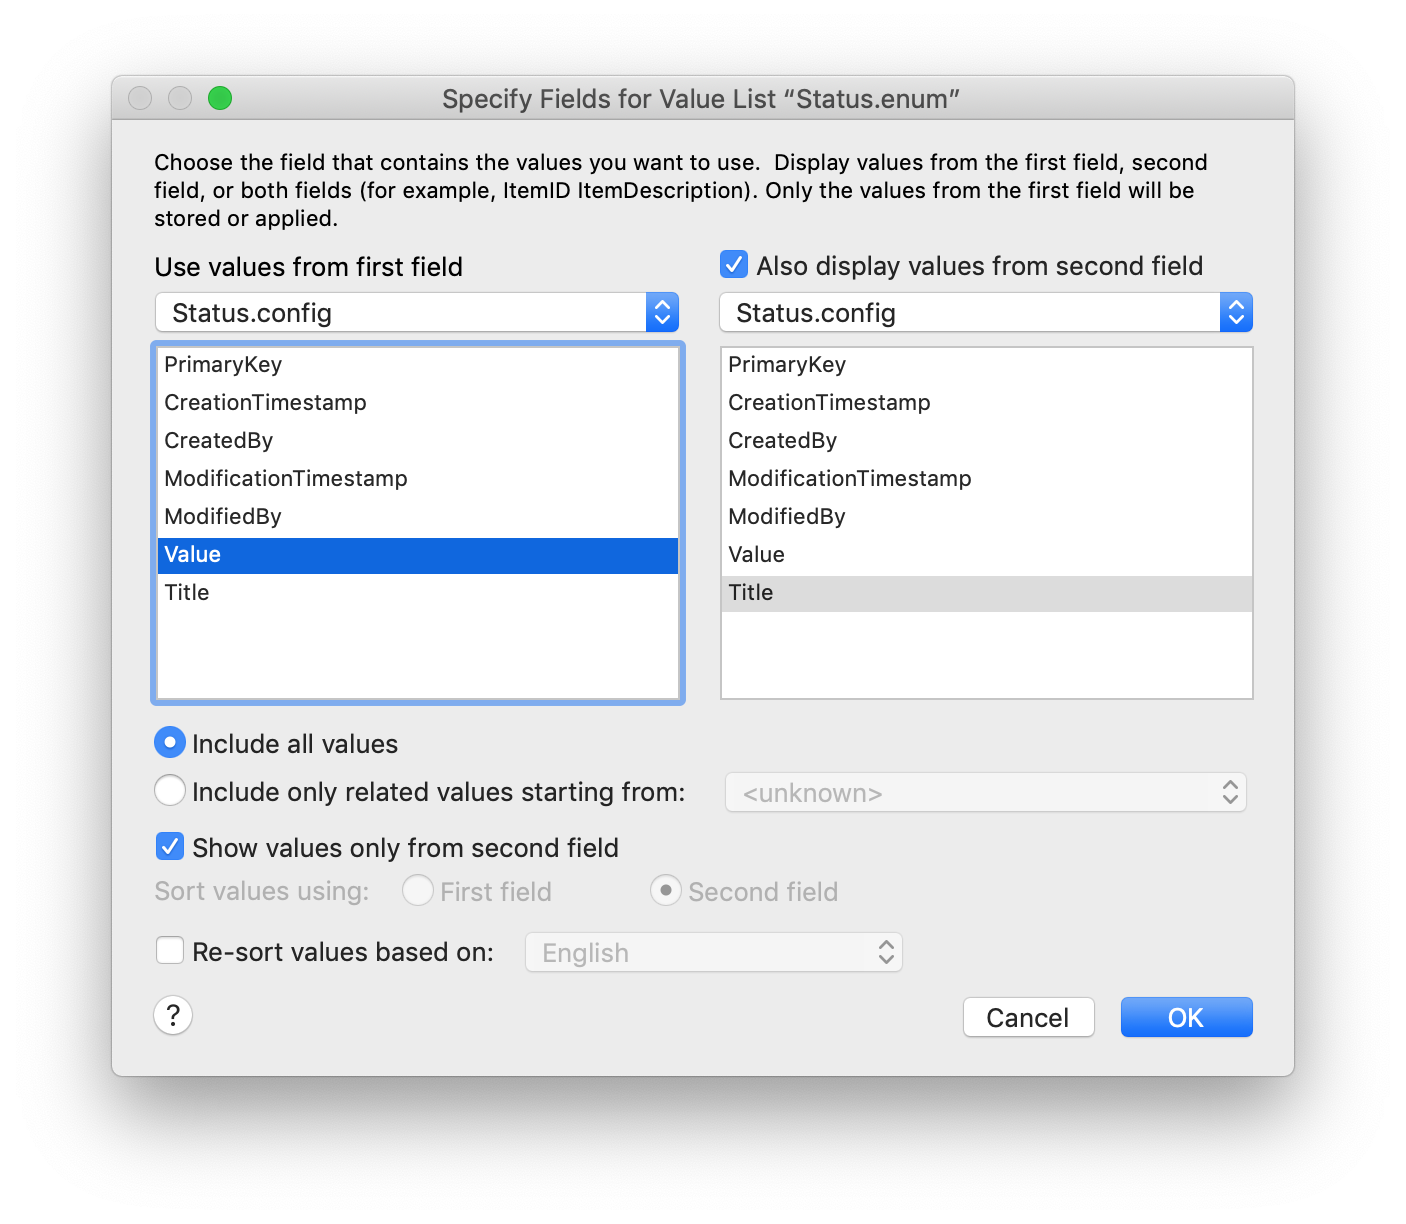 Specify Fields for Value List “Status.enum”
Choose the field that contains the values you want to use.  Display values from the first field, second
field, or both fields (for example, ItemID ItemDescription). Only the values from the first field will be
stored or applied.
Use values from first field
Also display values from second field
Status.config
Status.config
PrimaryKey
CreationTimestamp
CreatedBy
ModificationTimestamp
ModifiedBy
Value
Title
PrimaryKey
CreationTimestamp
CreatedBy
ModificationTimestamp
ModifiedBy
Value
Title
Include all values
Include only related values starting from:
<unknown>
Show values only from second field
Sort values using:
First field
Second field
Re-sort values based on:
English
?
Cancel
OK